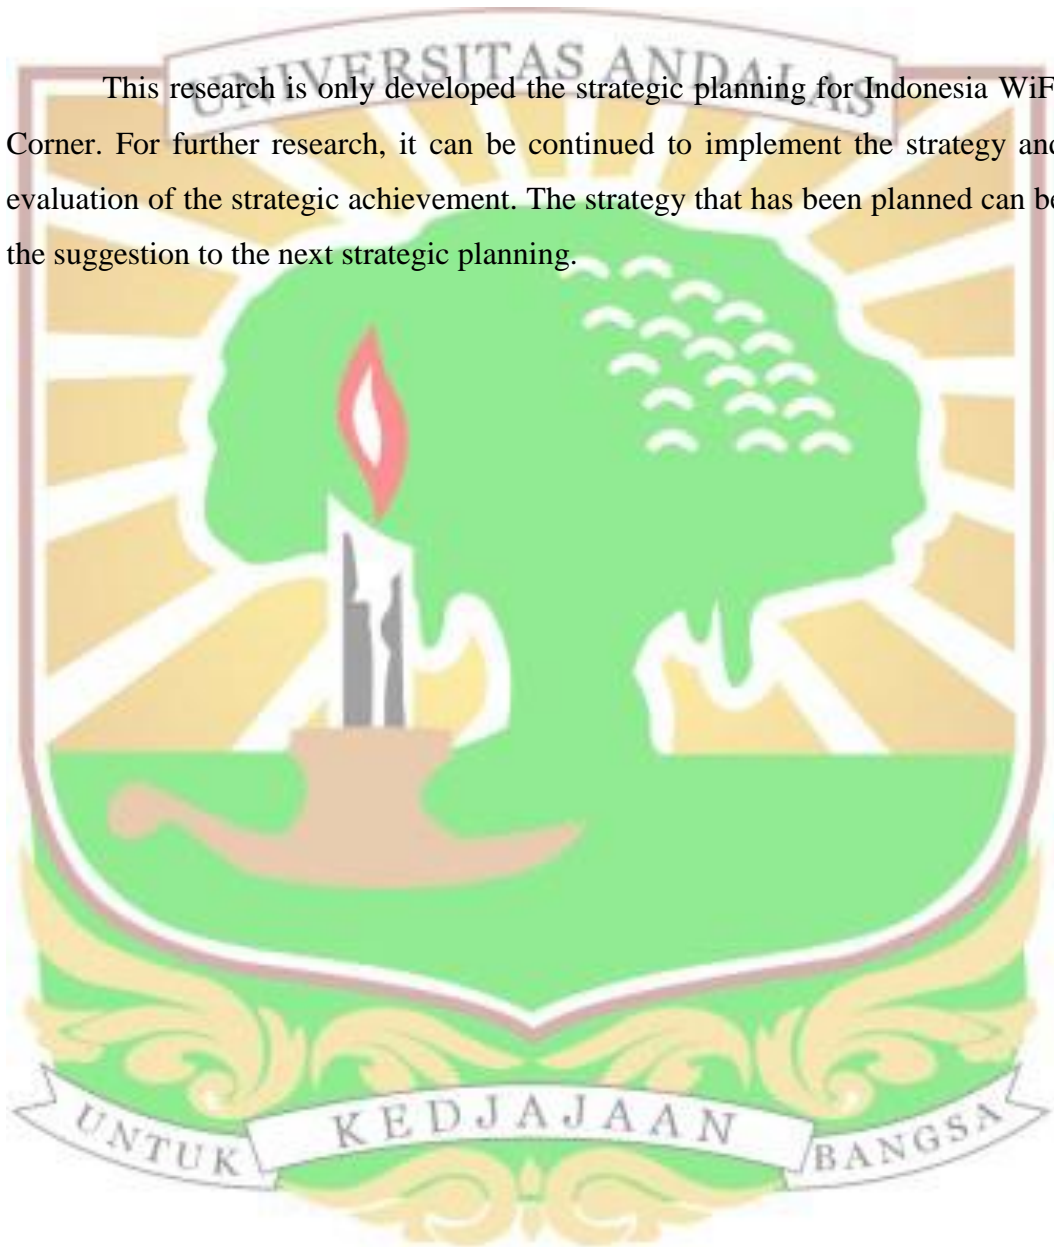 UNIVERSITAS ANDALAS
This research is only developed the strategic planning for Indonesia WiF
Corner. For further research, it can be continued to implement the strategy and
evaluation of the strategic achievement. The strategy that has been planned can be
the suggestion to the next strategic planning.
UNTUK KEDJAJAAN BANGSA